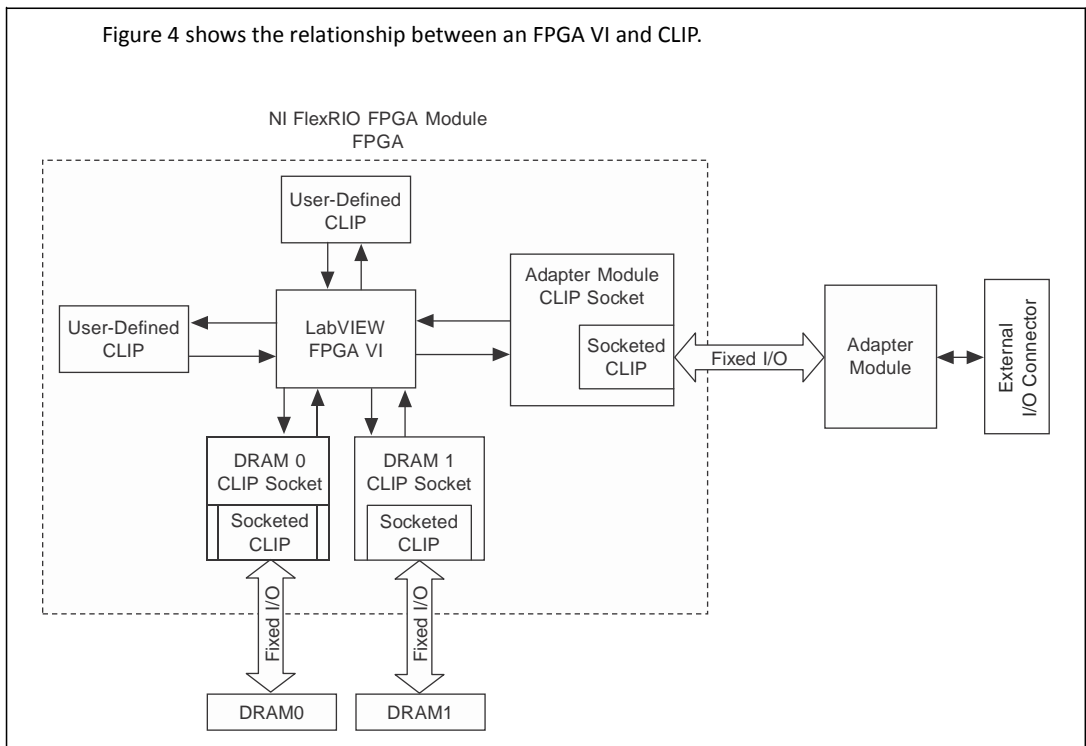 Figure 4 shows the relationship between an FPGA VI and CLIP.
NI FlexRIO FPGA Module
FPGA
User-Defined
CLIP
User-Defined
CLIP
LabVIEW
FPGA VI
Adapter Module
CLIP Socket
Socketed
CLIP
Fixed I/O
Adapter
Module
External
I/O Connector
DRAM 0
CLIP Socket
Socketed
CLIP
DRAM 1
CLIP Socket
Socketed
CLIP
Fixed I/O
Fixed I/O
DRAM0
DRAM1